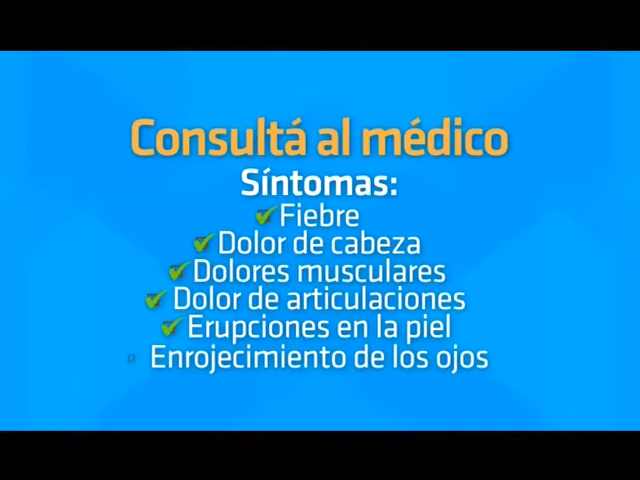 Consultá al médico
Síntomas:
Fiebre
Dolor de cabeza
Dolores musculares
Dolor de articulaciones
Erupciones en la piel
Enrojecimiento de los ojos